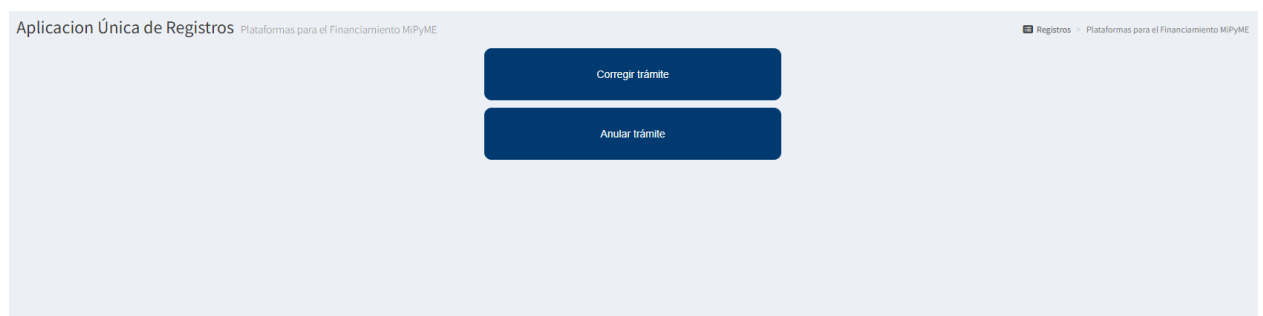 Aplicacion Única de Registros Plataformas para el Financiamiento MiPyME
Registros > Plataformas para el Financiamiento MiPyME
Corregir trámite
Anular trámite